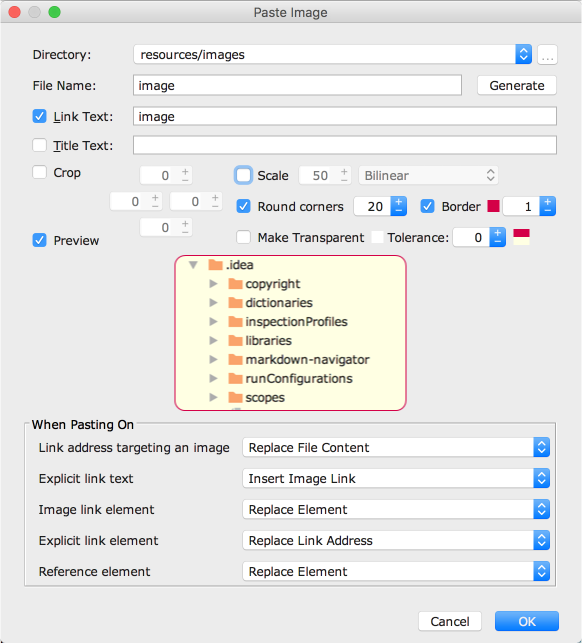 Paste Image
Directory: resources/images ...
File Name: image Generate
Link Text: image
Title Text:
Crop 0 Scale 50 Bilinear
0 0 Round corners 20 Border 1
0
Preview Make Transparent Tolerance: 0
.idea
copyright
dictionaries
inspectionProfiles
libraries
markdown-navigator
runConfigurations
scopes
When Pasting On
Link address targeting an image Replace File Content
Explicit link text Insert Image Link
Image link element Replace Element
Explicit link element Replace Link Address
Reference element Replace Element
Cancel OK